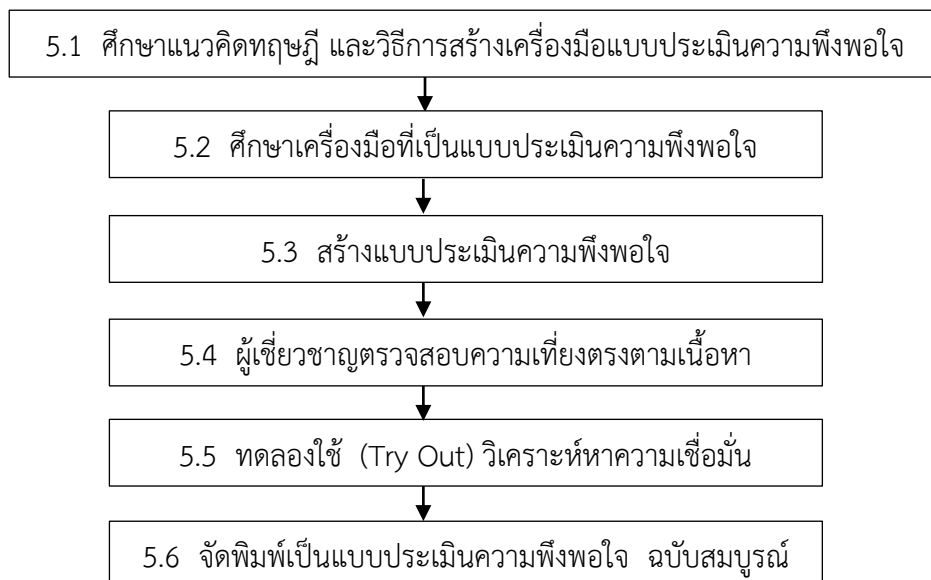 5.1 ศึกษาแนวคิดทฤษฎี และวิธีการสร้างเครื่องมือแบบประเมินความพึงพอใจ
5.2 ศึกษาเครื่องมือที่เป็นแบบประเมินความพึงพอใจ
5.3 สร้างแบบประเมินความพึงพอใจ
5.4 ผู้เชี่ยวชาญตรวจสอบความเที่ยงตรงตามเนื้อหา
5.5 ทดลองใช้ (Try Out) วิเคราะห์หาความเชื่อมั่น
5.6 จัดพิมพ์เป็นแบบประเมินความพึงพอใจ ฉบับสมบูรณ์